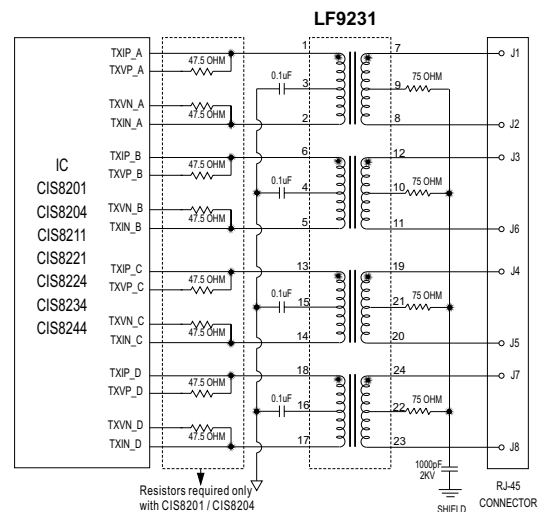 LF9231
IC
CIS8201
CIS8204
CIS8211
CIS8221
CIS8224
CIS8234
CIS8244
TXIP_A
TXVP_A
TXVN_A
TXIN_A
47.5 OHM
47.5 OHM
0.1uF
1
3
2
7
9
8
75 OHM
J1
J2
TXIP_B
TXVP_B
TXVN_B
TXIN_B
47.5 OHM
47.5 OHM
0.1uF
6
4
5
12
10
11
75 OHM
J3
J6
TXIP_C
TXVP_C
TXVN_C
TXIN_C
47.5 OHM
47.5 OHM
0.1uF
13
15
14
19
21
20
75 OHM
J4
J5
TXIP_D
TXVP_D
TXVN_D
TXIN_D
47.5 OHM
47.5 OHM
0.1uF
18
16
17
24
22
23
75 OHM
J7
J8
1000pF
2KV
SHIELD
RJ-45
CONNECTOR
Resistors required only
with CIS8201 / CIS8204